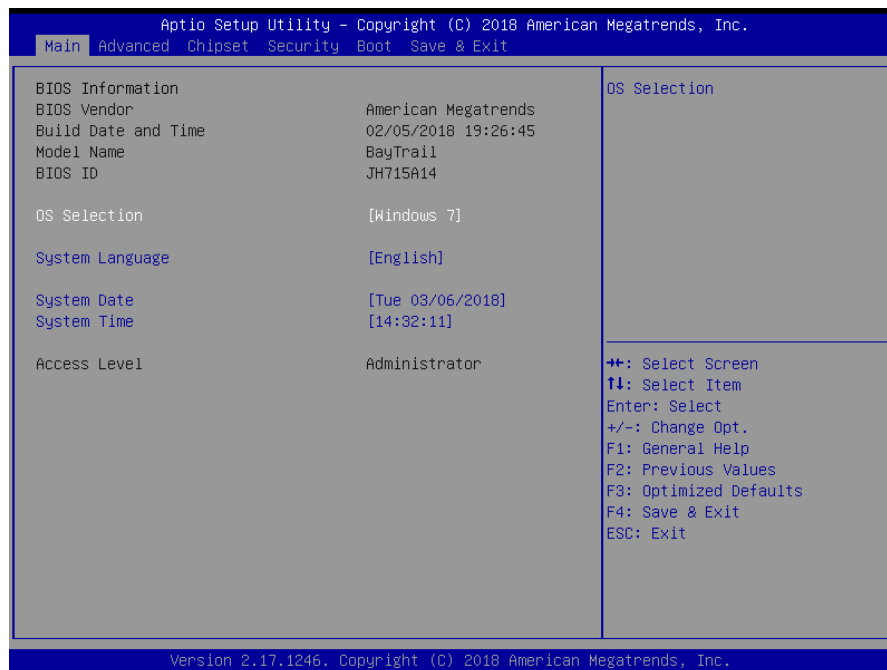 Aptio Setup Utility – Copyright (C) 2018 American Megatrends, Inc.
Main Advanced Chipset Security Boot Save & Exit
BIOS Information
BIOS Vendor American Megatrends
Build Date and Time 02/05/2018 19:26:45
Model Name BayTrail
BIOS ID JH715A14
OS Selection [Windows 7]
System Language [English]
System Date [Tue 03/06/2018]
System Time [14:32:11]
Access Level Administrator
OS Selection
→←: Select Screen
↑↓: Select Item
Enter: Select
+/-: Change Opt.
F1: General Help
F2: Previous Values
F3: Optimized Defaults
F4: Save & Exit
ESC: Exit
Version 2.17.1246. Copyright (C) 2018 American Megatrends, Inc.